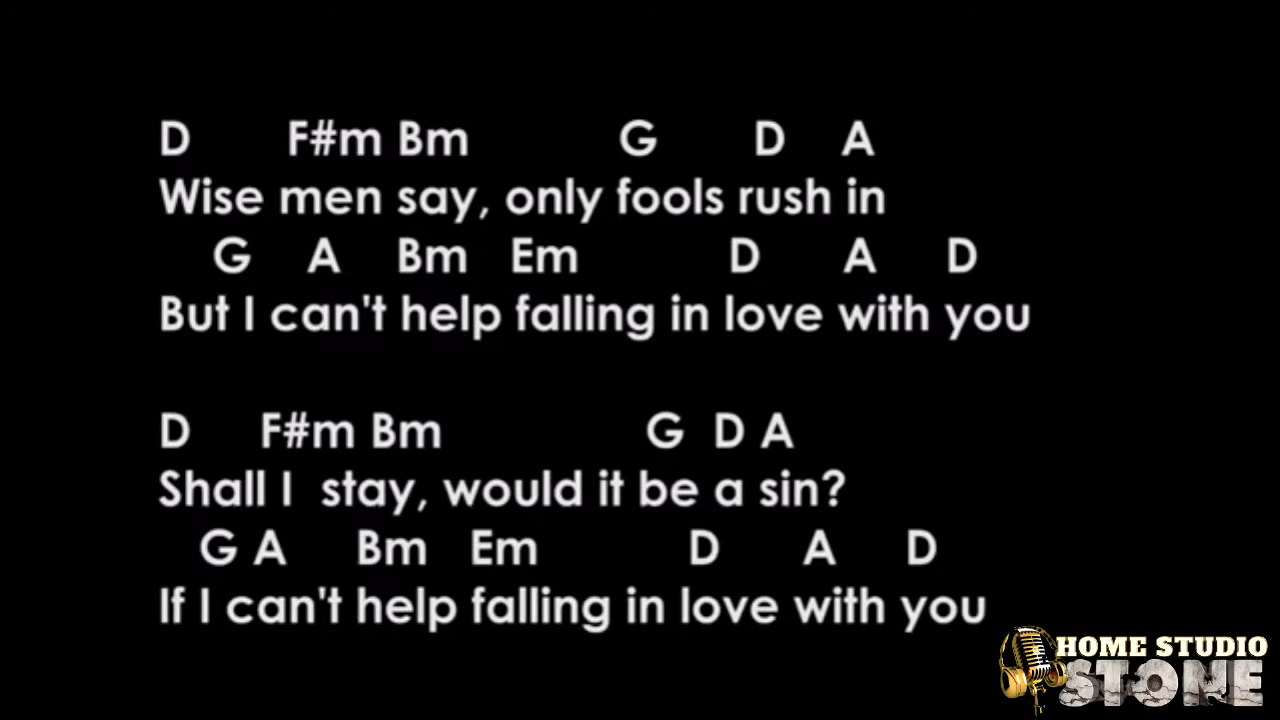 D F#m Bm G D A
Wise men say, only fools rush in
G A Bm Em D A D
But I can't help falling in love with you
D F#m Bm G D A
Shall I stay, would it be a sin?
G A Bm Em D A D
If I can't help falling in love with you
HOME STUDIO
STONE